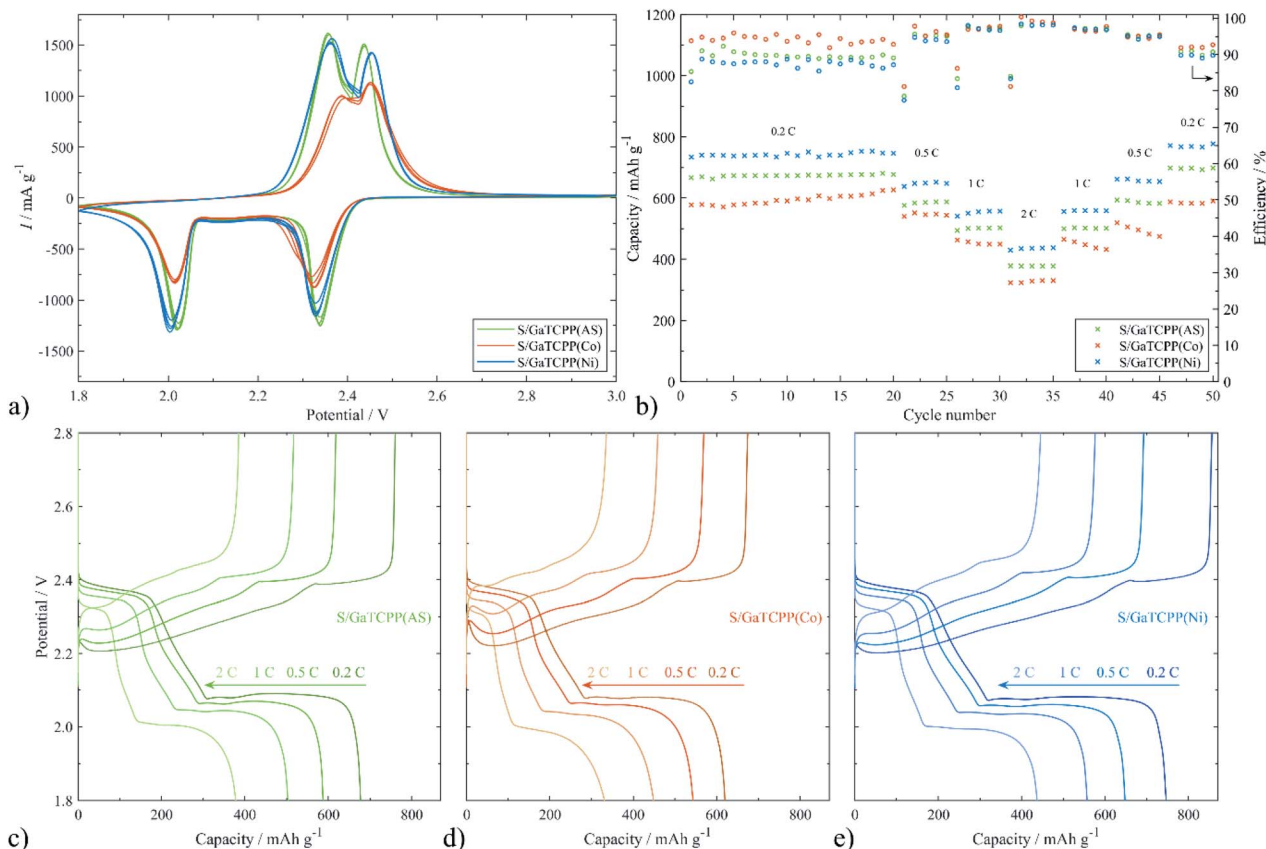 1500
1000
500
0
-500
-1000
-1500
I / mA g⁻¹
1.8 2.0 2.2 2.4 2.6 2.8 3.0
Potential / V
S/GaTCPP(AS)
S/GaTCPP(Co)
S/GaTCPP(Ni)
a)
1200
1000
800
600
400
200
0
Capacity / mAh g⁻¹
0 5 10 15 20 25 30 35 40 45 50
Cycle number
100
90
80
70
60
50
40
30
20
10
0
Efficiency / %
0.2 C
0.5 C
1 C
2 C
1 C
0.5 C
0.2 C
S/GaTCPP(AS)
S/GaTCPP(Co)
S/GaTCPP(Ni)
b)
2.8
2.6
2.4
2.2
2.0
1.8
Potential / V
S/GaTCPP(AS)
2 C 1 C 0.5 C 0.2 C
0 200 400 600 800
Capacity / mAh g⁻¹
c)
S/GaTCPP(Co)
2 C 1 C 0.5 C 0.2 C
0 200 400 600 800
Capacity / mAh g⁻¹
d)
S/GaTCPP(Ni)
2 C 1 C 0.5 C 0.2 C
0 200 400 600 800
Capacity / mAh g⁻¹
e)